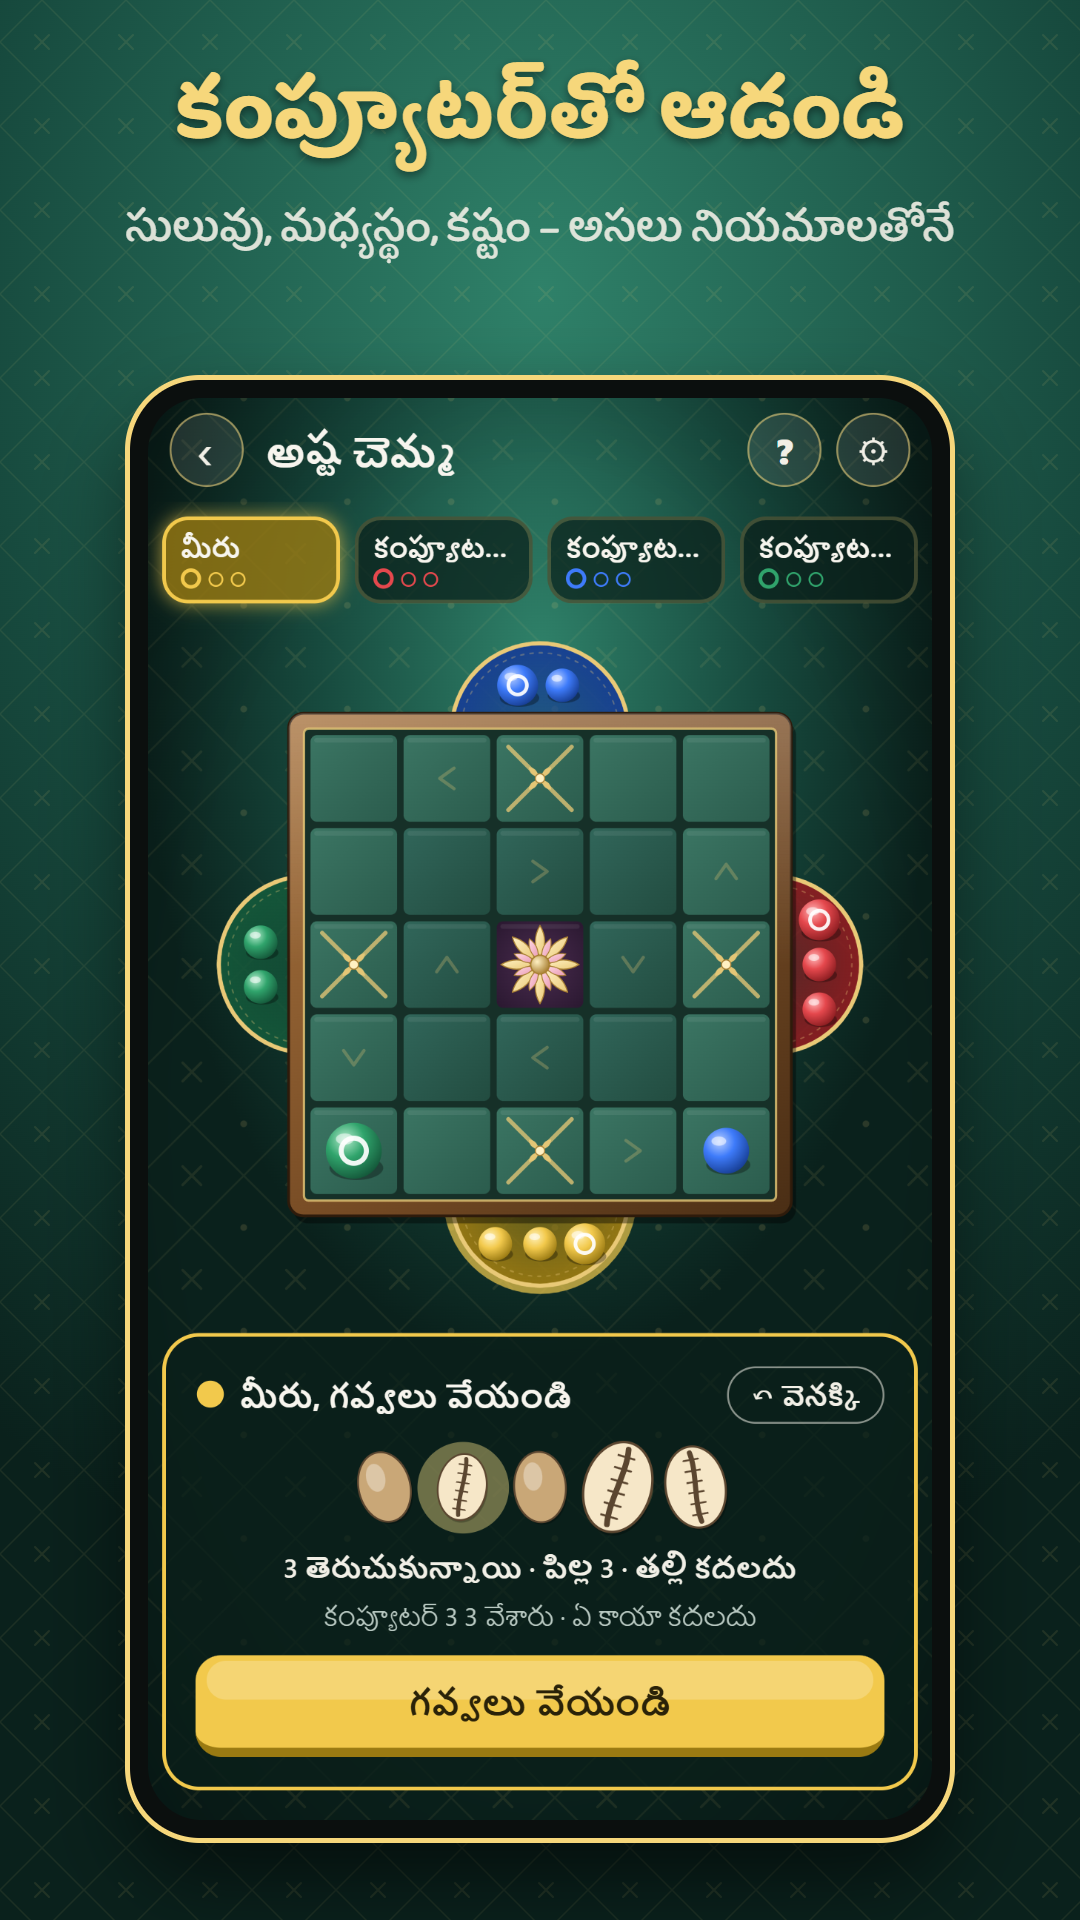 కంప్యూటర్‌తో ఆడండి
సులువు, మధ్యస్థం, కష్టం – అసలు నియమాలతోనే
‹ అష్ట చెమ్మ ?
మీరు కంప్యూట... కంప్యూట... కంప్యూట...
మీరు, గవ్వలు వేయండి
↶ వెనక్కి
3 తెరుచుకున్నాయి · పిల్ల 3 · తల్లి కదలదు
కంప్యూటర్ 3 3 వేశారు · ఏ కాయా కదలదు
గవ్వలు వేయండి